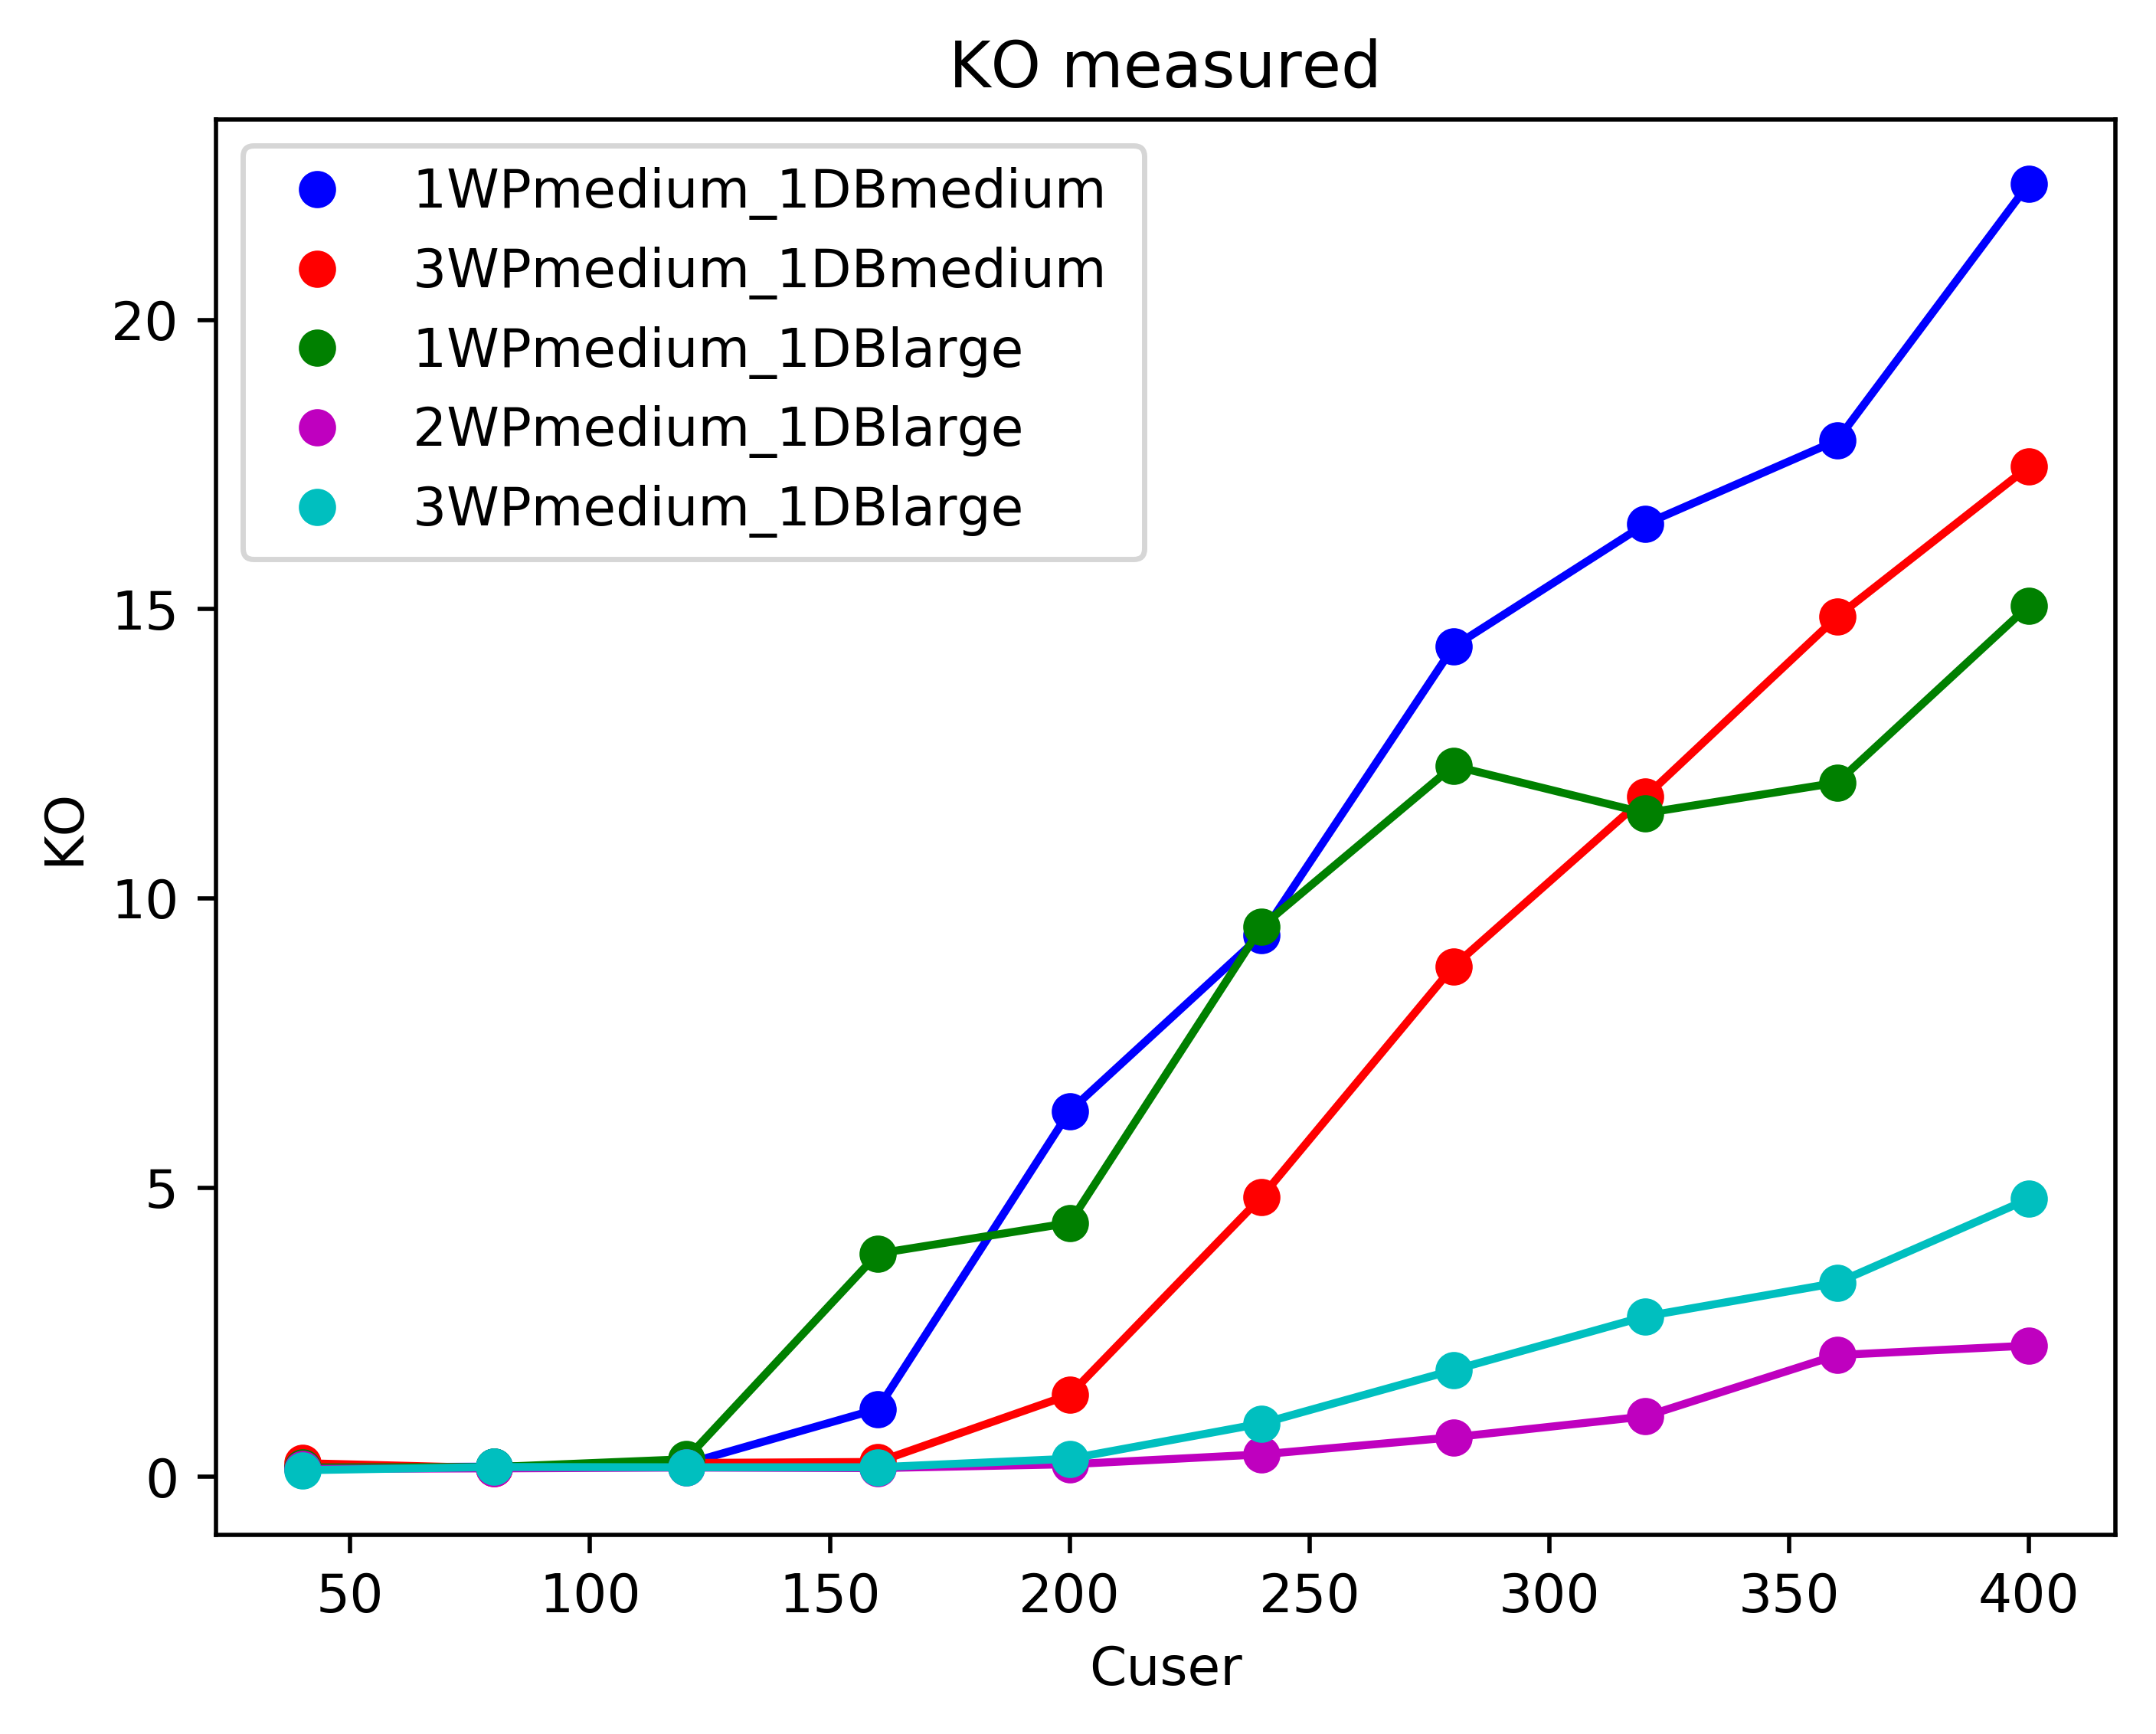 KO measured
1WPmedium_1DBmedium
3WPmedium_1DBmedium
1WPmedium_1DBlarge
2WPmedium_1DBlarge
3WPmedium_1DBlarge
20
15
10
5
0
KO
50 100 150 200 250 300 350 400
Cuser